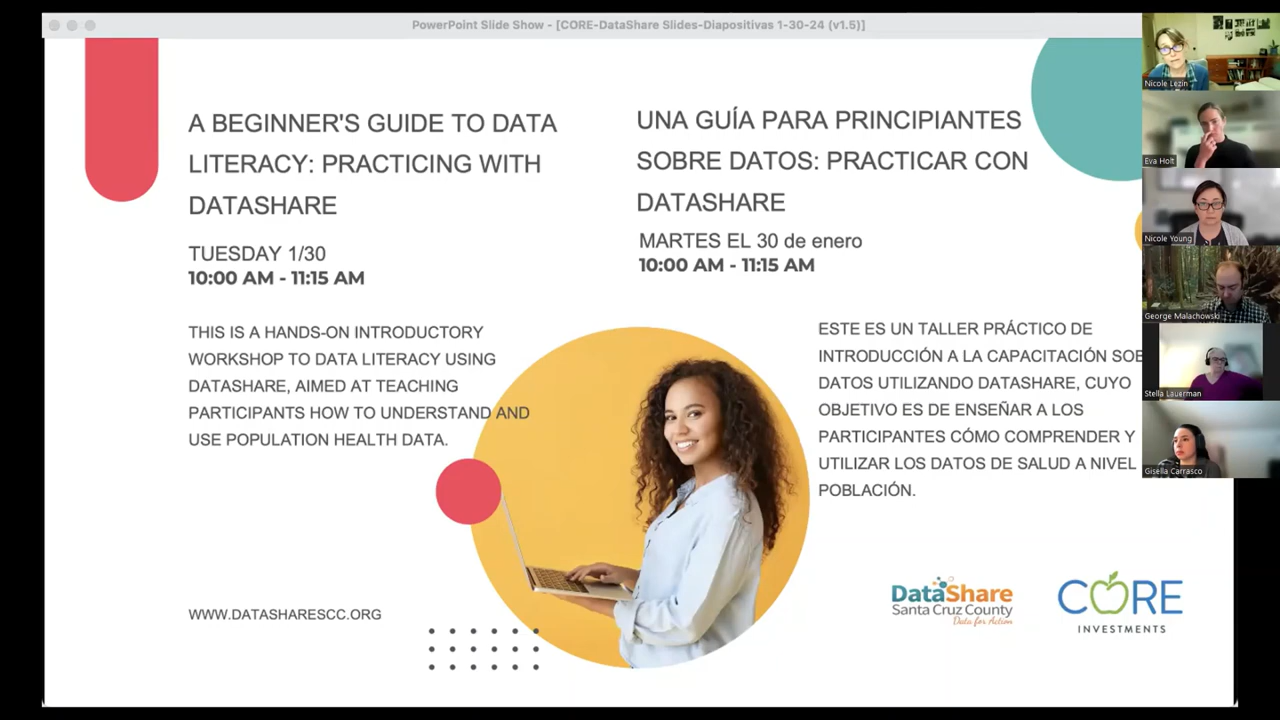 PowerPoint Slide Show - [CORE-DataShare Slides-Diapositivas 1-30-24 (v1.5)]
A BEGINNER'S GUIDE TO DATA
LITERACY: PRACTICING WITH
DATASHARE
TUESDAY 1/30
10:00 AM - 11:15 AM
THIS IS A HANDS-ON INTRODUCTORY
WORKSHOP TO DATA LITERACY USING
DATASHARE, AIMED AT TEACHING
PARTICIPANTS HOW TO UNDERSTAND AND
USE POPULATION HEALTH DATA.
WWW.DATASHARESCC.ORG
UNA GUÍA PARA PRINCIPIANTES
SOBRE DATOS: PRACTICAR CON
DATASHARE
MARTES EL 30 de enero
10:00 AM - 11:15 AM
ESTE ES UN TALLER PRÁCTICO DE
INTRODUCCIÓN A LA CAPACITACIÓN
DATOS UTILIZANDO DATASHARE, CUYO
OBJETIVO ES DE ENSEÑAR A LOS
PARTICIPANTES CÓMO COMPRENDER Y
UTILIZAR LOS DATOS DE SALUD A NIVEL
POBLACIÓN.
DataShare
Santa Cruz County
Data for Action
CORE
INVESTMENTS
Nicole Lezin
Eva Holt
Nicole Young
George Malachowski
Stella Lauerman
Gisella Carrasco